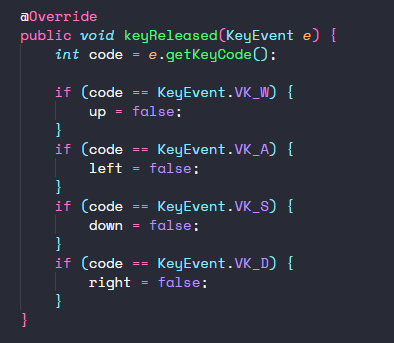 @Override
public void keyReleased(KeyEvent e) {
    int code = e.getKeyCode();

    if (code == KeyEvent.VK_W) {
        up = false;
    }
    if (code == KeyEvent.VK_A) {
        left = false;
    }
    if (code == KeyEvent.VK_S) {
        down = false;
    }
    if (code == KeyEvent.VK_D) {
        right = false;
    }
}